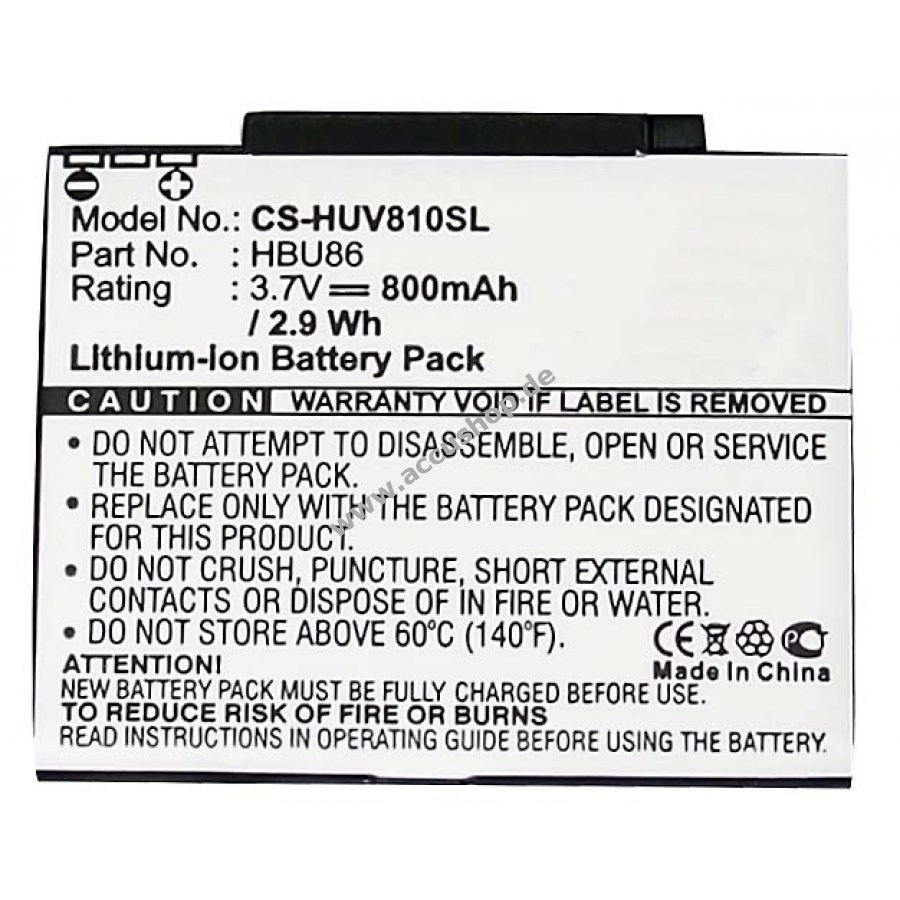 Model No.: CS-HUV810SL
Part No. : HBU86
Rating : 3.7V 800mAh
/ 2.9 Wh
Lithium-Ion Battery Pack
CAUTION WARRANTY VOID IF LABEL IS REMOVED
• DO NOT ATTEMPT TO DISASSEMBLE, OPEN OR SERVICE
THE BATTERY PACK.
• REPLACE ONLY WITH THE BATTERY PACK DESIGNATED
FOR THIS PRODUCT.
• DO NOT CRUSH, PUNCTURE, SHORT EXTERNAL
CONTACTS OR DISPOSE OF IN FIRE OR WATER.
• DO NOT STORE ABOVE 60°C (140°F).
CE PC
Made In China
ATTENTION!
NEW BATTERY PACK MUST BE FULLY CHARGED BEFORE USE.
TO REDUCE RISK OF FIRE OR BURNS
READ INSTRUCTIONS IN OPERATING GUIDE BEFORE USING THE BATTERY.
www.accushop.de